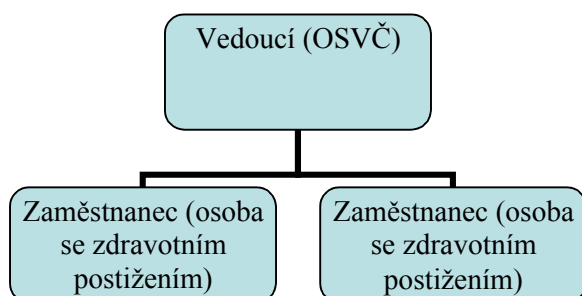 Vedoucí (OSVČ)
Zaměstnanec (osoba
se zdravotním
postižením)
Zaměstnanec (osoba
se zdravotním
postižením)